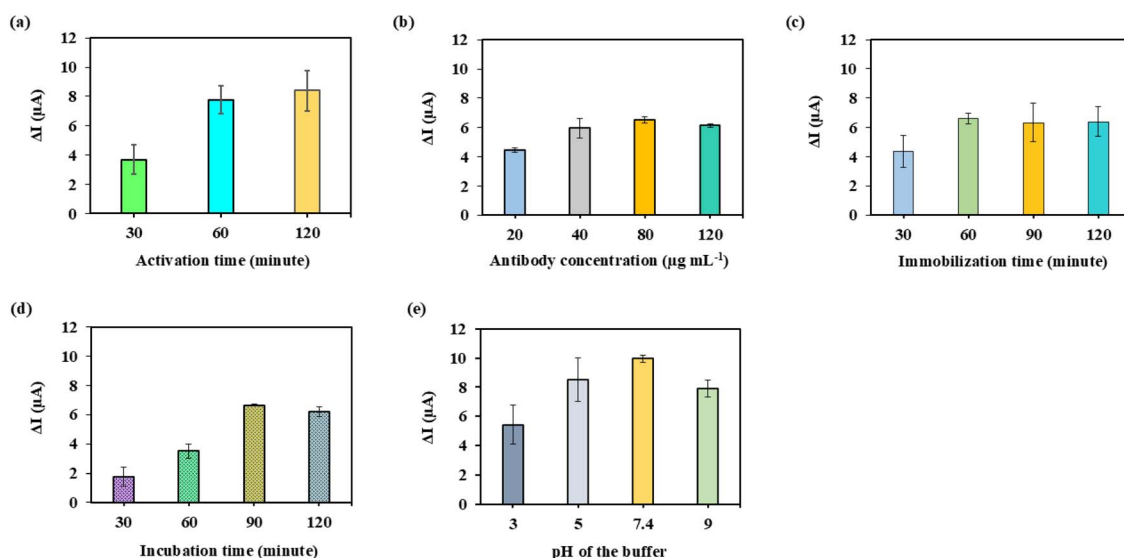 (a)
12
10
8
6
4
2
0
ΔI (µA)
30 60 120
Activation time (minute)
(b)
12
10
8
6
4
2
0
ΔI (µA)
20 40 80 120
Antibody concentration (µg mL-1)
(c)
12
10
8
6
4
2
0
ΔI (µA)
30 60 90 120
Immobilization time (minute)
(d)
12
10
8
6
4
2
0
ΔI (µA)
30 60 90 120
Incubation time (minute)
(e)
12
10
8
6
4
2
0
ΔI (µA)
3 5 7.4 9
pH of the buffer